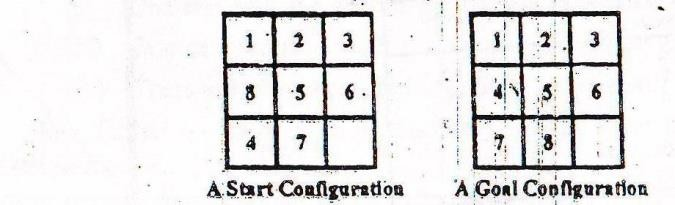 1 2 3 1 2 3
8 5 6 4 5 6
4 7 7 8
A Start Configuration A Goal Configuration